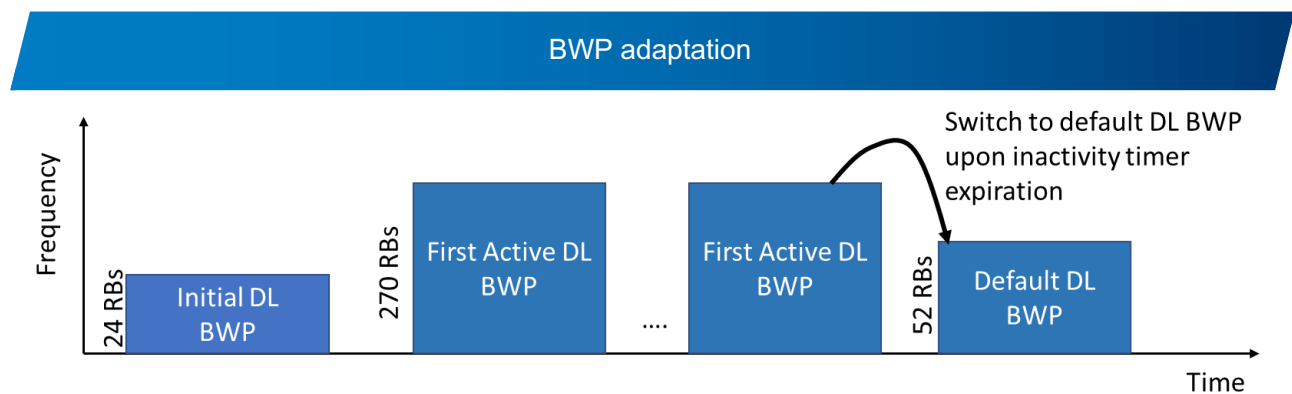 BWP adaptation
Switch to default DL BWP
upon inactivity timer
expiration
Frequency
24 RBs
Initial DL
BWP
270 RBs
First Active DL
BWP
....
First Active DL
BWP
52 RBs
Default DL
BWP
Time